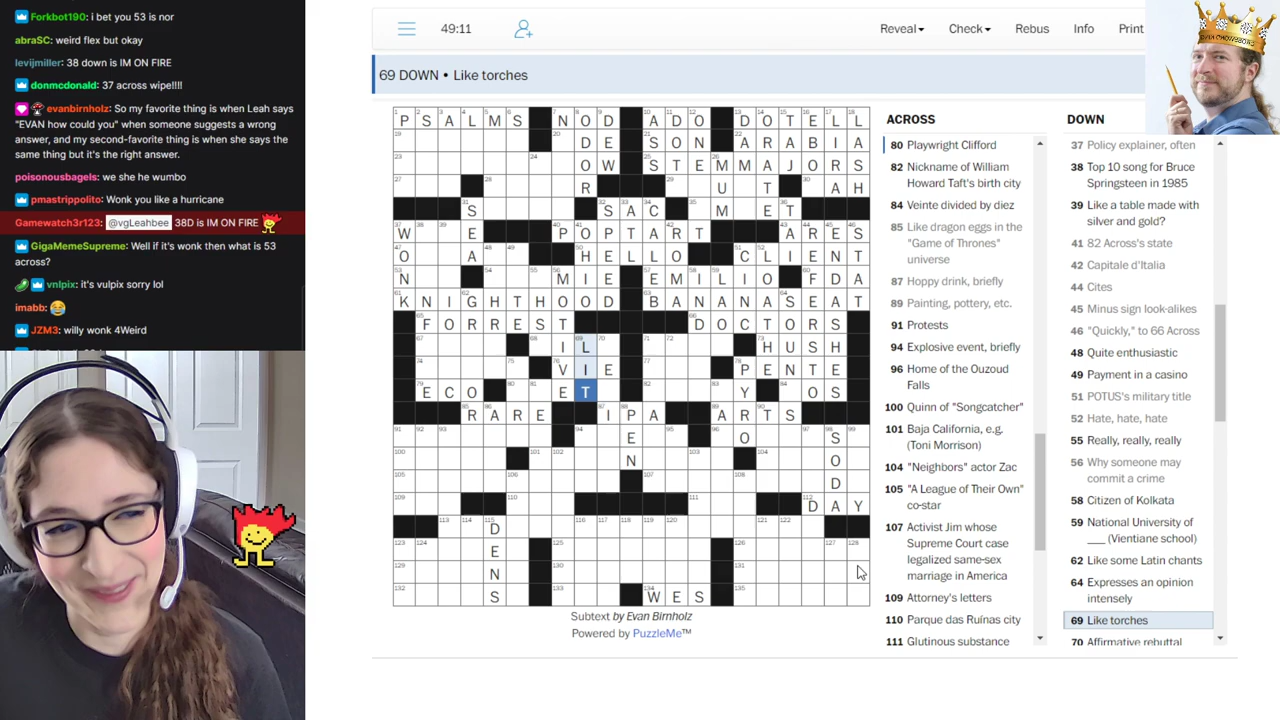 Forkbot190: i bet you 53 is nor
abraSC: weird flex but okay
levijmiller: 38 down is IM ON FIRE
donmcdonald: 37 across wipe!!!!
evanbirnholz: So my favorite thing is when Leah says
"EVAN how could you" when someone suggests a wrong
answer, and my second-favorite thing is when she says the
same thing but it's the right answer.
poisonousbagels: we she he wumbo
pmastrippolito: Wonk you like a hurricane
Gamewatch3r123: @vgLeahbee 38D is IM ON FIRE
GigaMemeSupreme: Well if it's wonk then what is 53
across?
vnlpix: it's vulpix sorry lol
imabb:
JZM3: willy wonk 4Weird
49:11
Reveal
Check
Rebus
Info
Print
69 DOWN • Like torches
P S A L M S N O D A D O D O T E L L
D E S O N A R A B I A
O W S T E M M A J O R S
R U T A H
S S A C M E T
W E P O P T A R T A R E S
O A H E L L O C L I E N T
N M I E E M I L I O F D A
K N I G H T H O O D B A N A N A S E A T
F O R R E S T D O C T O R S
I L H U S H
V I E P E N T E
E C O E T Y O S
R A R E I P A A R T S
E O S
N O
D
D A Y
D
E
N
S W E S
Subtext by Evan Birnholz
Powered by PuzzleMe™
ACROSS
80 Playwright Clifford
82 Nickname of William
Howard Taft's birth city
84 Veinte divided by diez
85 Like dragon eggs in the
"Game of Thrones"
universe
87 Hoppy drink, briefly
89 Painting, pottery, etc.
91 Protests
94 Explosive event, briefly
96 Home of the Ouzoud
Falls
100 Quinn of "Songcatcher"
101 Baja California, e.g.
(Toni Morrison)
104 "Neighbors" actor Zac
105 "A League of Their Own"
co-star
107 Activist Jim whose
Supreme Court case
legalized same-sex
marriage in America
109 Attorney's letters
110 Parque das Ruínas city
111 Glutinous substance
DOWN
37 Policy explainer, often
38 Top 10 song for Bruce
Springsteen in 1985
39 Like a table made with
silver and gold?
41 82 Across's state
42 Capitale d'Italia
44 Cites
45 Minus sign look-alikes
46 "Quickly," to 66 Across
48 Quite enthusiastic
49 Payment in a casino
51 POTUS's military title
52 Hate, hate, hate
55 Really, really, really
56 Why someone may
commit a crime
58 Citizen of Kolkata
59 National University of
____ (Vientiane school)
62 Like some Latin chants
64 Expresses an opinion
intensely
69 Like torches
70 Affirmative rebuttal